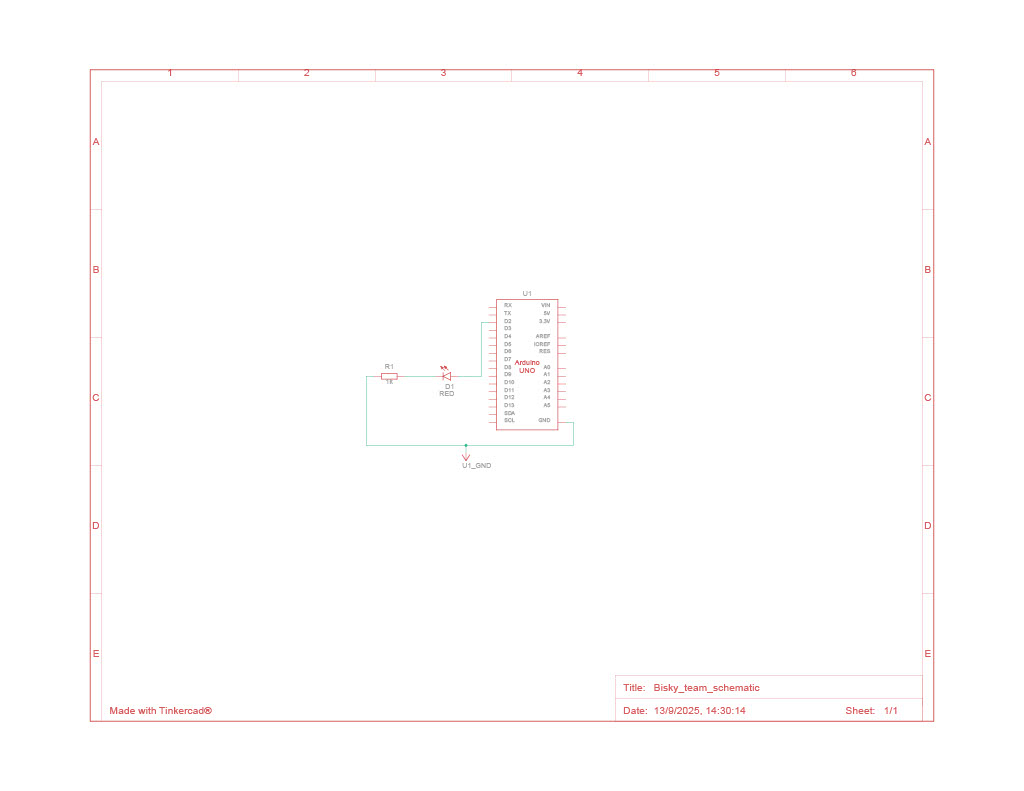 1 2 3 4 5 6
A A
B B
U1
RX VIN
TX 5V
D2 3.3V
D3
D4 AREF
D5 IOREF
D6 RES
D7
Arduino
UNO
D8 A0
D9 A1
D10 A2
D11 A3
D12 A4
D13 A5
SDA
SCL GND
R1
1K
D1
RED
C C
U1_GND
D D
E E
Title: Bisky_team_schematic
Made with Tinkercad®
Date: 13/9/2025, 14:30:14 Sheet: 1/1